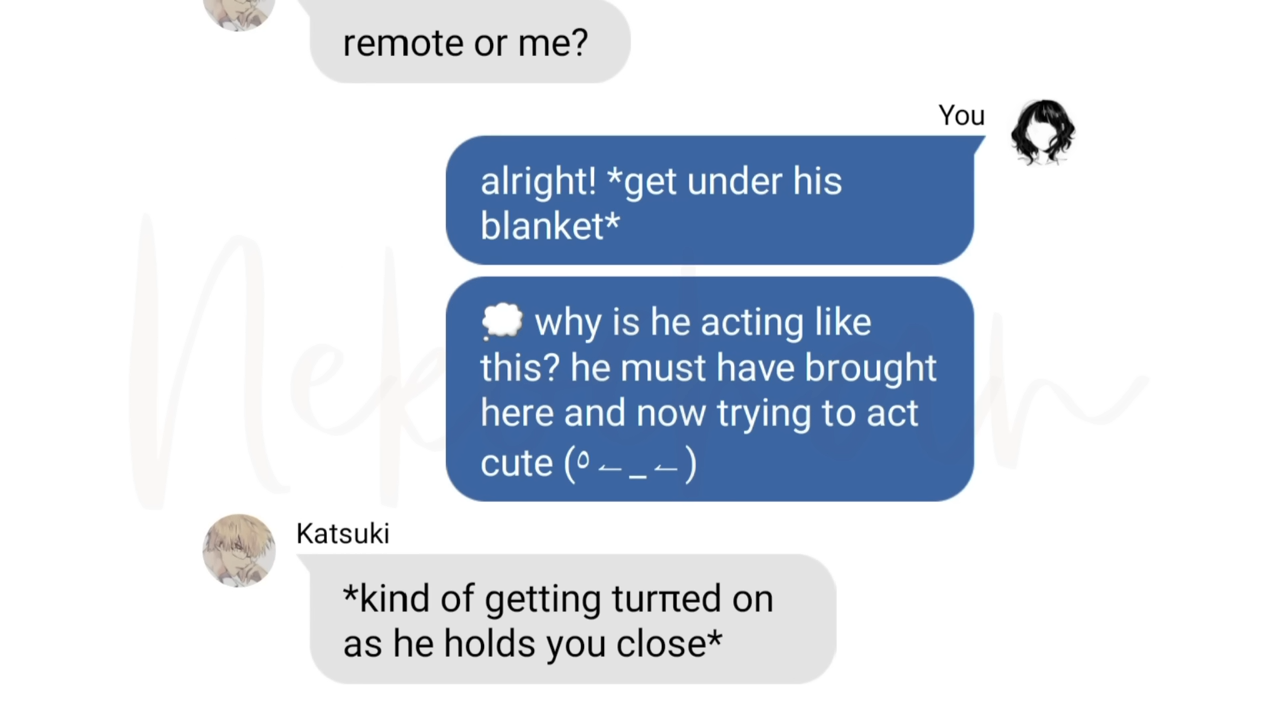 remote or me?
You
alright! *get under his
blanket*
💭 why is he acting like
this? he must have brought
here and now trying to act
cute (⁠ႆ⁠ ⁠←⁠_⁠←⁠)
Katsuki
*kind of getting turπed on
as he holds you close*